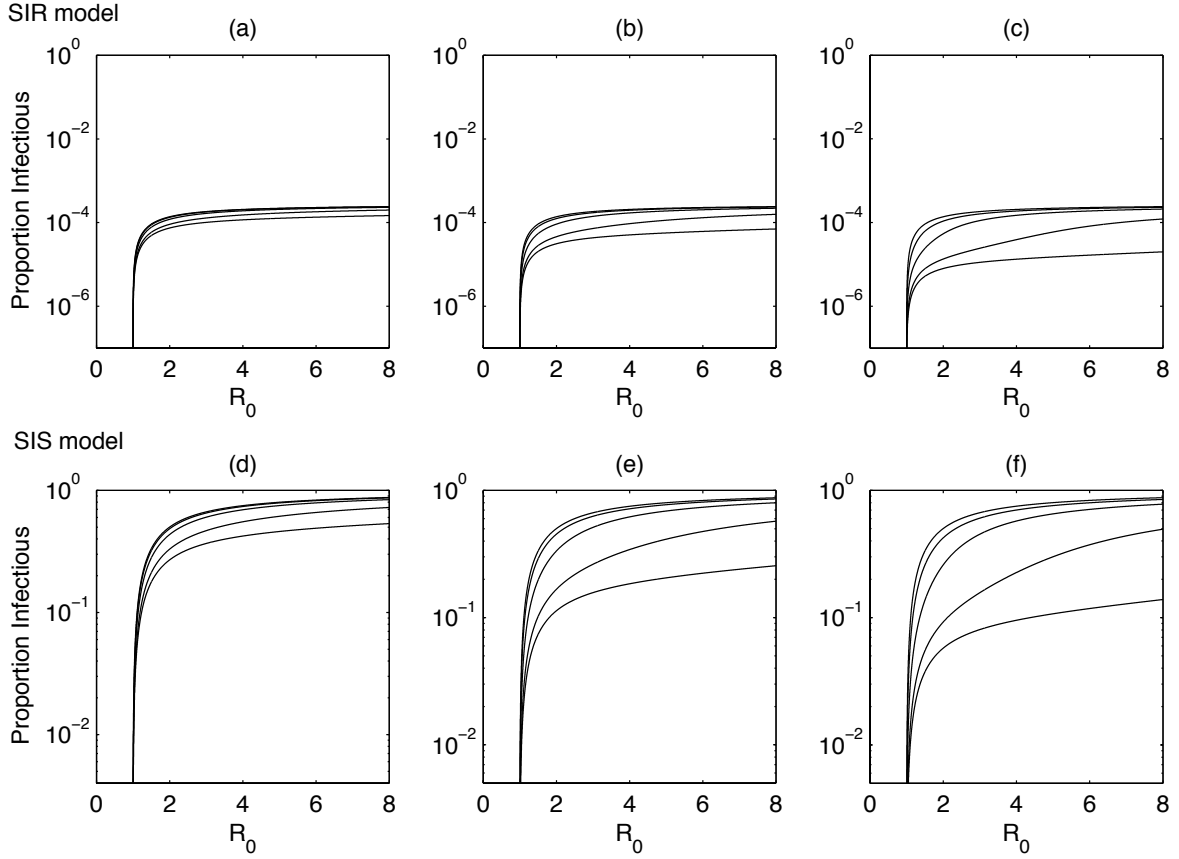 SIR model
(a) (b) (c)
Proportion Infectious
10^0 10^0 10^0
10^-2 10^-2 10^-2
10^-4 10^-4 10^-4
10^-6 10^-6 10^-6
0 2 4 6 8 0 2 4 6 8 0 2 4 6 8
R_0 R_0 R_0
SIS model
(d) (e) (f)
Proportion Infectious
10^0 10^0 10^0
10^-1 10^-1 10^-1
10^-2 10^-2 10^-2
0 2 4 6 8 0 2 4 6 8 0 2 4 6 8
R_0 R_0 R_0